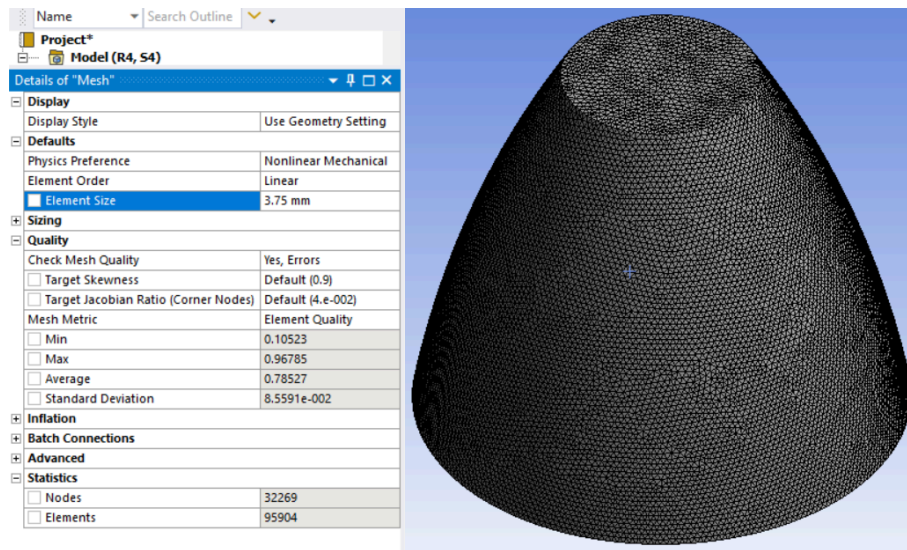 Name Search Outline
Project*
Model (R4, S4)
Details of "Mesh"
Display
Display Style Use Geometry Setting
Defaults
Physics Preference Nonlinear Mechanical
Element Order Linear
Element Size 3.75 mm
Sizing
Quality
Check Mesh Quality Yes, Errors
Target Skewness Default (0.9)
Target Jacobian Ratio (Corner Nodes) Default (4.e-002)
Mesh Metric Element Quality
Min 0.10523
Max 0.96785
Average 0.78527
Standard Deviation 8.5591e-002
Inflation
Batch Connections
Advanced
Statistics
Nodes 32269
Elements 95904